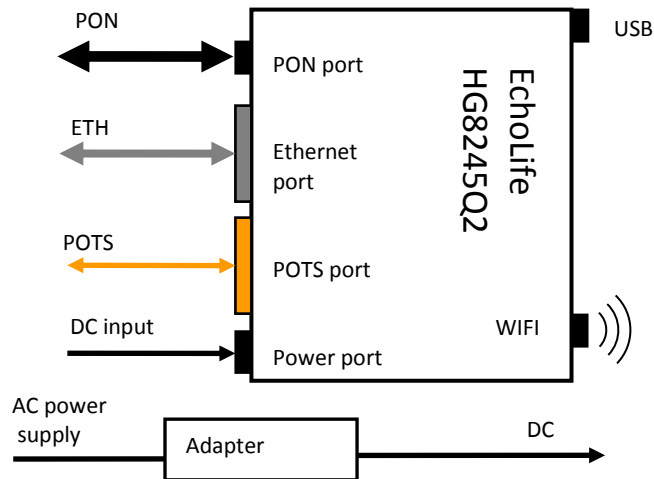 PON
USB
PON port
EchoLife
HG8245Q2
ETH
Ethernet
port
POTS
POTS port
DC input
WIFI
Power port
AC power
supply
Adapter
DC